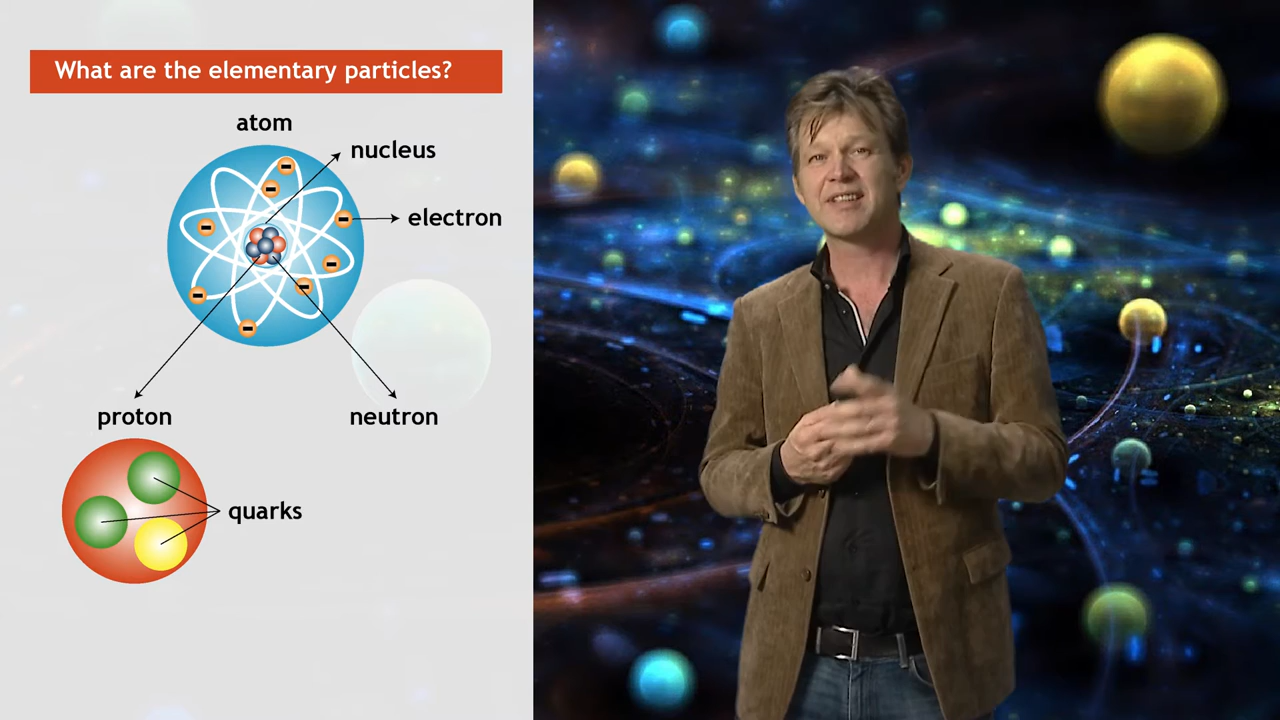 What are the elementary particles?
atom
nucleus
electron
proton
neutron
quarks